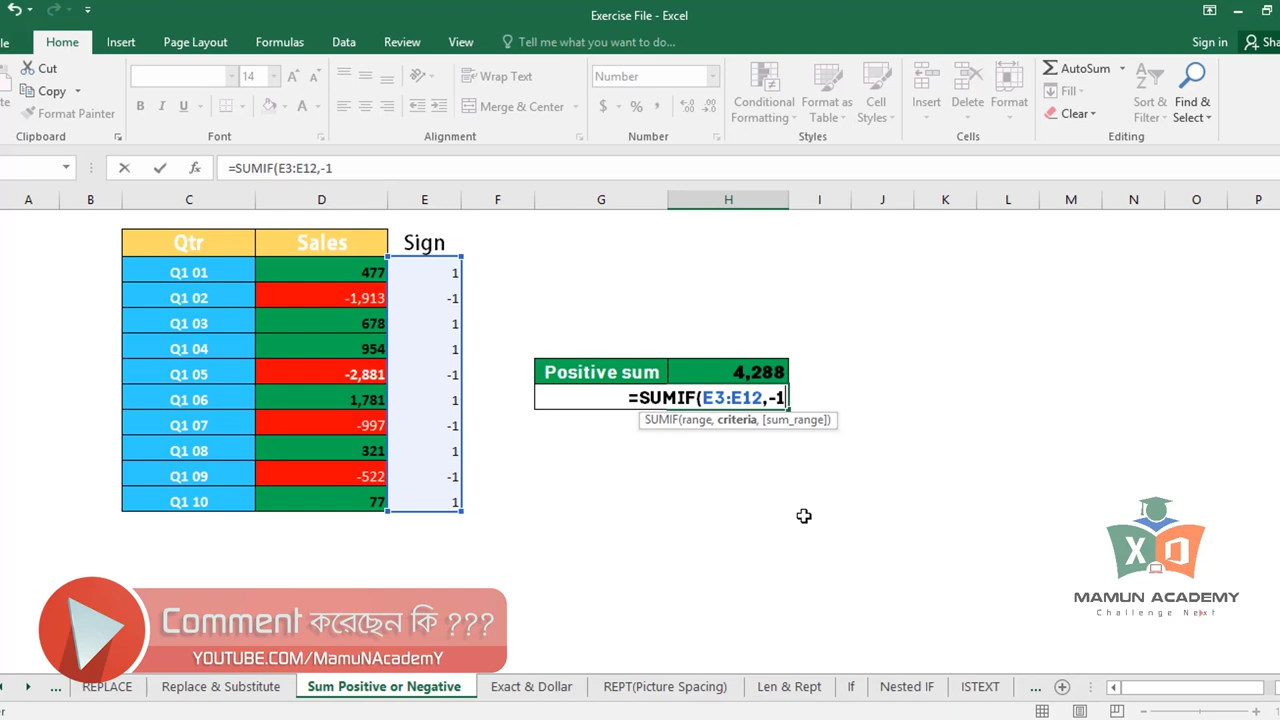 Exercise File - Excel
Home Insert Page Layout Formulas Data Review View Tell me what you want to do... Sign in
Cut
Copy
Format Painter
14
Wrap Text
Merge & Center
Number
$ %
Conditional Formatting
Format as Table
Cell Styles
Insert
Delete
Format
AutoSum
Fill
Clear
Sort & Filter
Find & Select
Clipboard Font Alignment Number Styles Cells Editing
fx =SUMIF(E3:E12,-1
A B C D E F G H I J K L M N O P
Qtr Sales Sign
Q1 01 477 1
Q1 02 -1,913 -1
Q1 03 678 1
Q1 04 954 1
Q1 05 -2,881 -1
Q1 06 1,781 1
Q1 07 -997 -1
Q1 08 321 1
Q1 09 -522 -1
Q1 10 77 1
Positive sum 4,288
=SUMIF(E3:E12,-1
SUMIF(range, criteria, [sum_range])
X O
MAMUN ACADEMY
Challenge Next
Comment করেছেন কি ???
YOUTUBE.COM/MamuNAcademY
... REPLACE Replace & Substitute Sum Positive or Negative Exact & Dollar REPT(Picture Spacing) Len & Rept If Nested IF ISTEXT ...